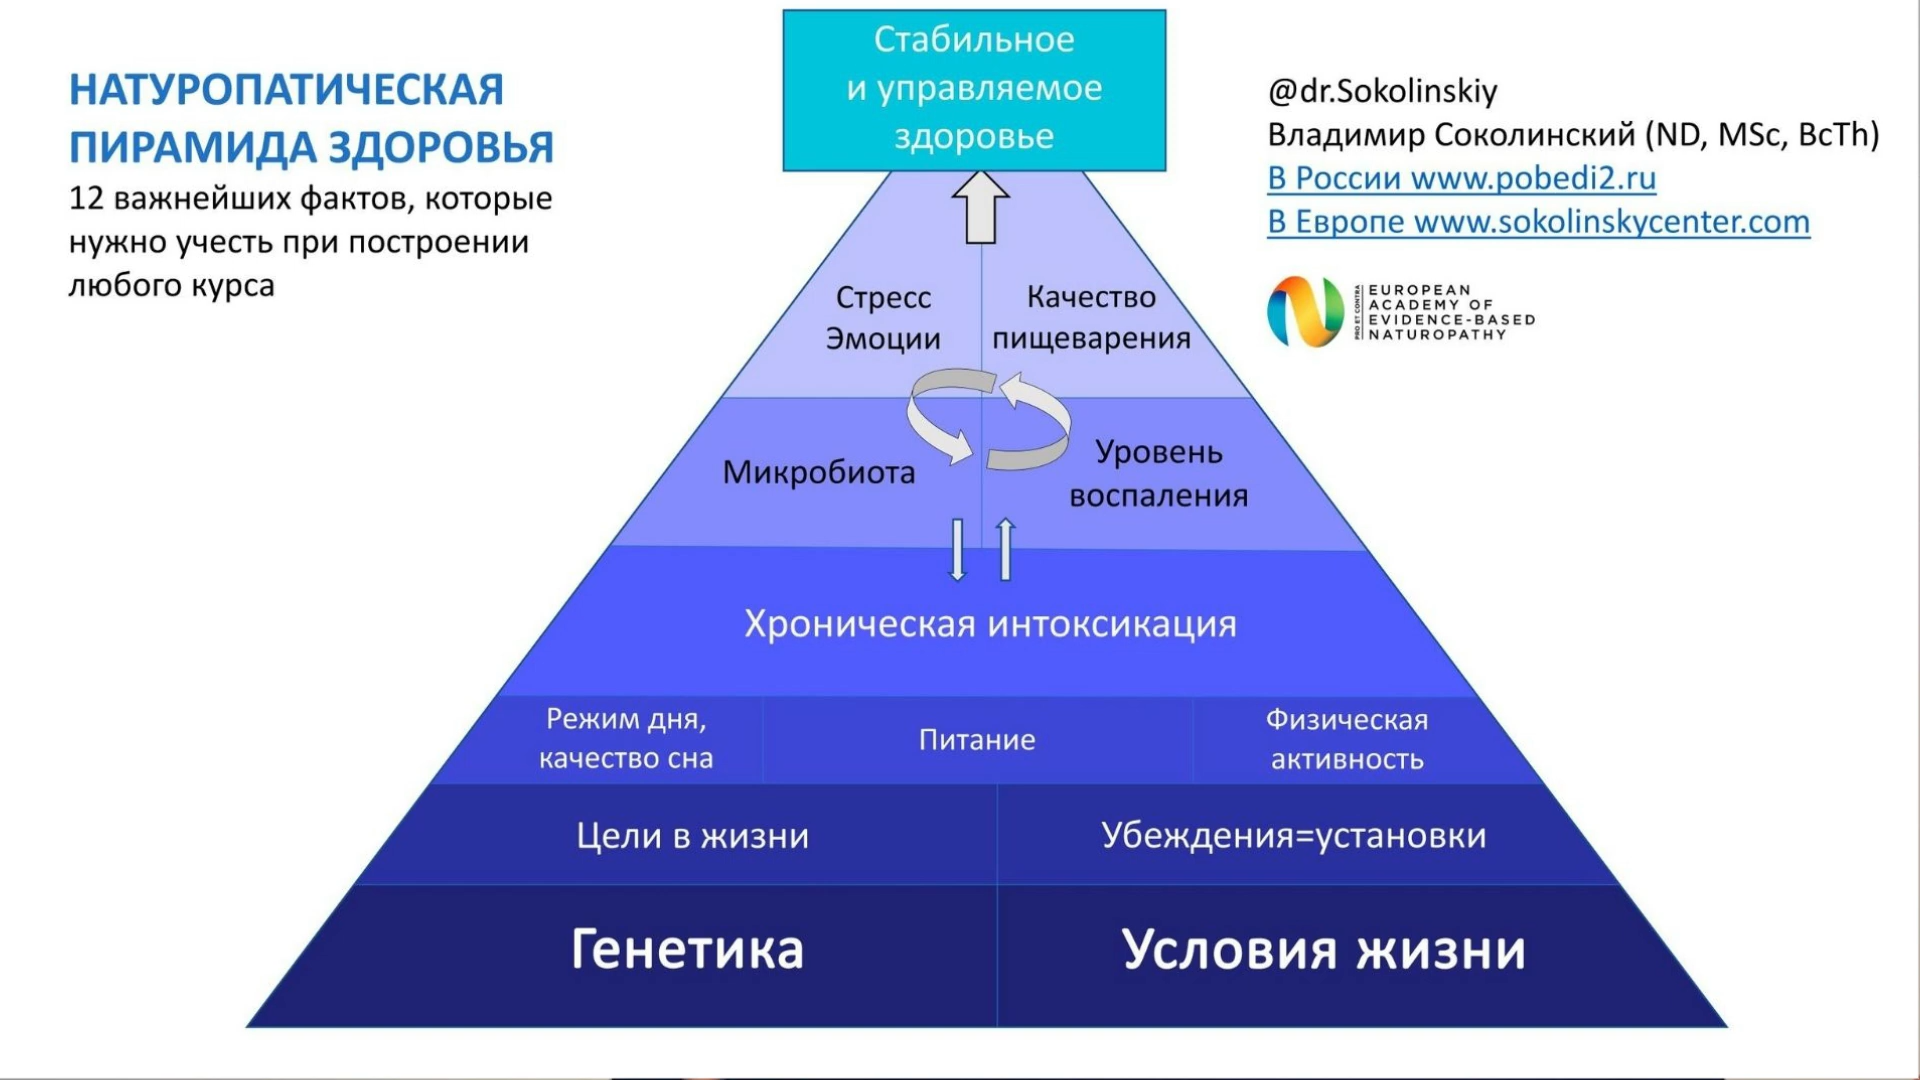 НАТУРОПАТИЧЕСКАЯ
ПИРАМИДА ЗДОРОВЬЯ
12 важнейших фактов, которые
нужно учесть при построении
любого курса
Стабильное
и управляемое
здоровье
@dr.Sokolinskiy
Владимир Соколинский (ND, MSc, BcTh)
В России www.pobedi2.ru
В Европе www.sokolinskycenter.com
PRO ET CONTRA
EUROPEAN
ACADEMY OF
EVIDENCE-BASED
NATUROPATHY
Стресс
Эмоции
Качество
пищеварения
Микробиота
Уровень
воспаления
Хроническая интоксикация
Режим дня,
качество сна
Питание
Физическая
активность
Цели в жизни
Убеждения=установки
Генетика
Условия жизни